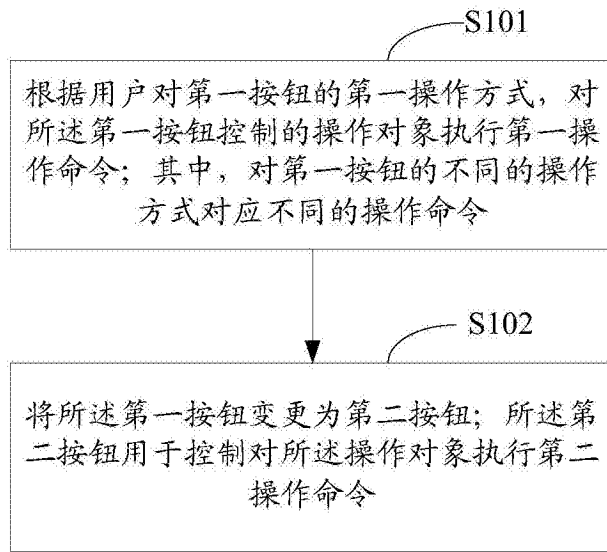 S101
根据用户对第一按钮的第一操作方式，对
所述第一按钮控制的操作对象执行第一操
作命令；其中，对第一按钮的不同的操作
方式对应不同的操作命令
S102
将所述第一按钮变更为第二按钮；所述第
二按钮用于控制对所述操作对象执行第二
操作命令